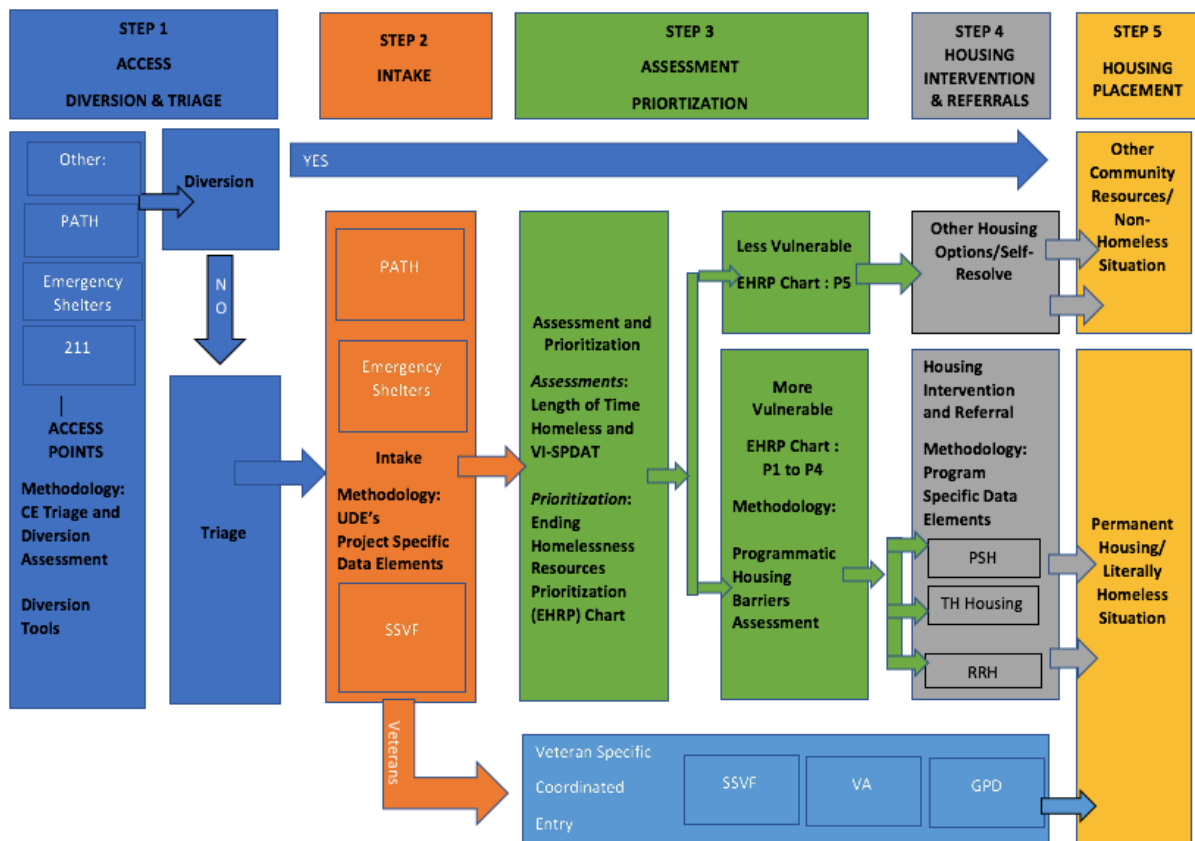 STEP 1
ACCESS
DIVERSION & TRIAGE
STEP 2
INTAKE
STEP 3
ASSESSMENT
PRIORTIZATION
STEP 4
HOUSING
INTERVENTION
& REFERRALS
STEP 5
HOUSING
PLACEMENT
Other:
PATH
Emergency
Shelters
211
ACCESS
POINTS
Methodology:
CE Triage and
Diversion
Assessment
Diversion
Tools
Diversion
YES
NO
Triage
PATH
Emergency
Shelters
Intake
Methodology:
UDE's
Project Specific
Data Elements
SSVF
Veterans
Assessment and
Prioritization
Assessments:
Length of Time
Homeless and
VI-SPDAT
Prioritization:
Ending
Homelessness
Resources
Prioritization
(EHRP) Chart
Less Vulnerable
EHRP Chart : P5
More
Vulnerable
EHRP Chart :
P1 to P4
Methodology:
Programmatic
Housing
Barriers
Assessment
Other Housing
Options/Self-
Resolve
Housing
Intervention
and Referral
Methodology:
Program
Specific Data
Elements
PSH
TH Housing
RRH
Other
Community
Resources/
Non-
Homeless
Situation
Permanent
Housing/
Literally
Homeless
Situation
Veteran Specific
Coordinated
Entry
SSVF
VA
GPD